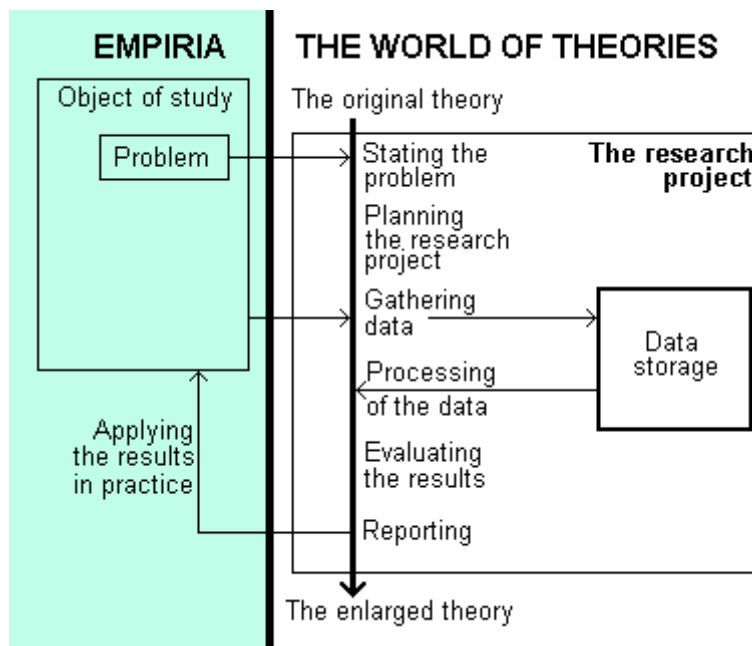 EMPIRIA
THE WORLD OF THEORIES
Object of study
Problem
The original theory
Stating the
problem
The research
project
Planning
the research
project
Gathering
data
Data
storage
Processing
of the data
Applying
the results
in practice
Evaluating
the results
Reporting
The enlarged theory